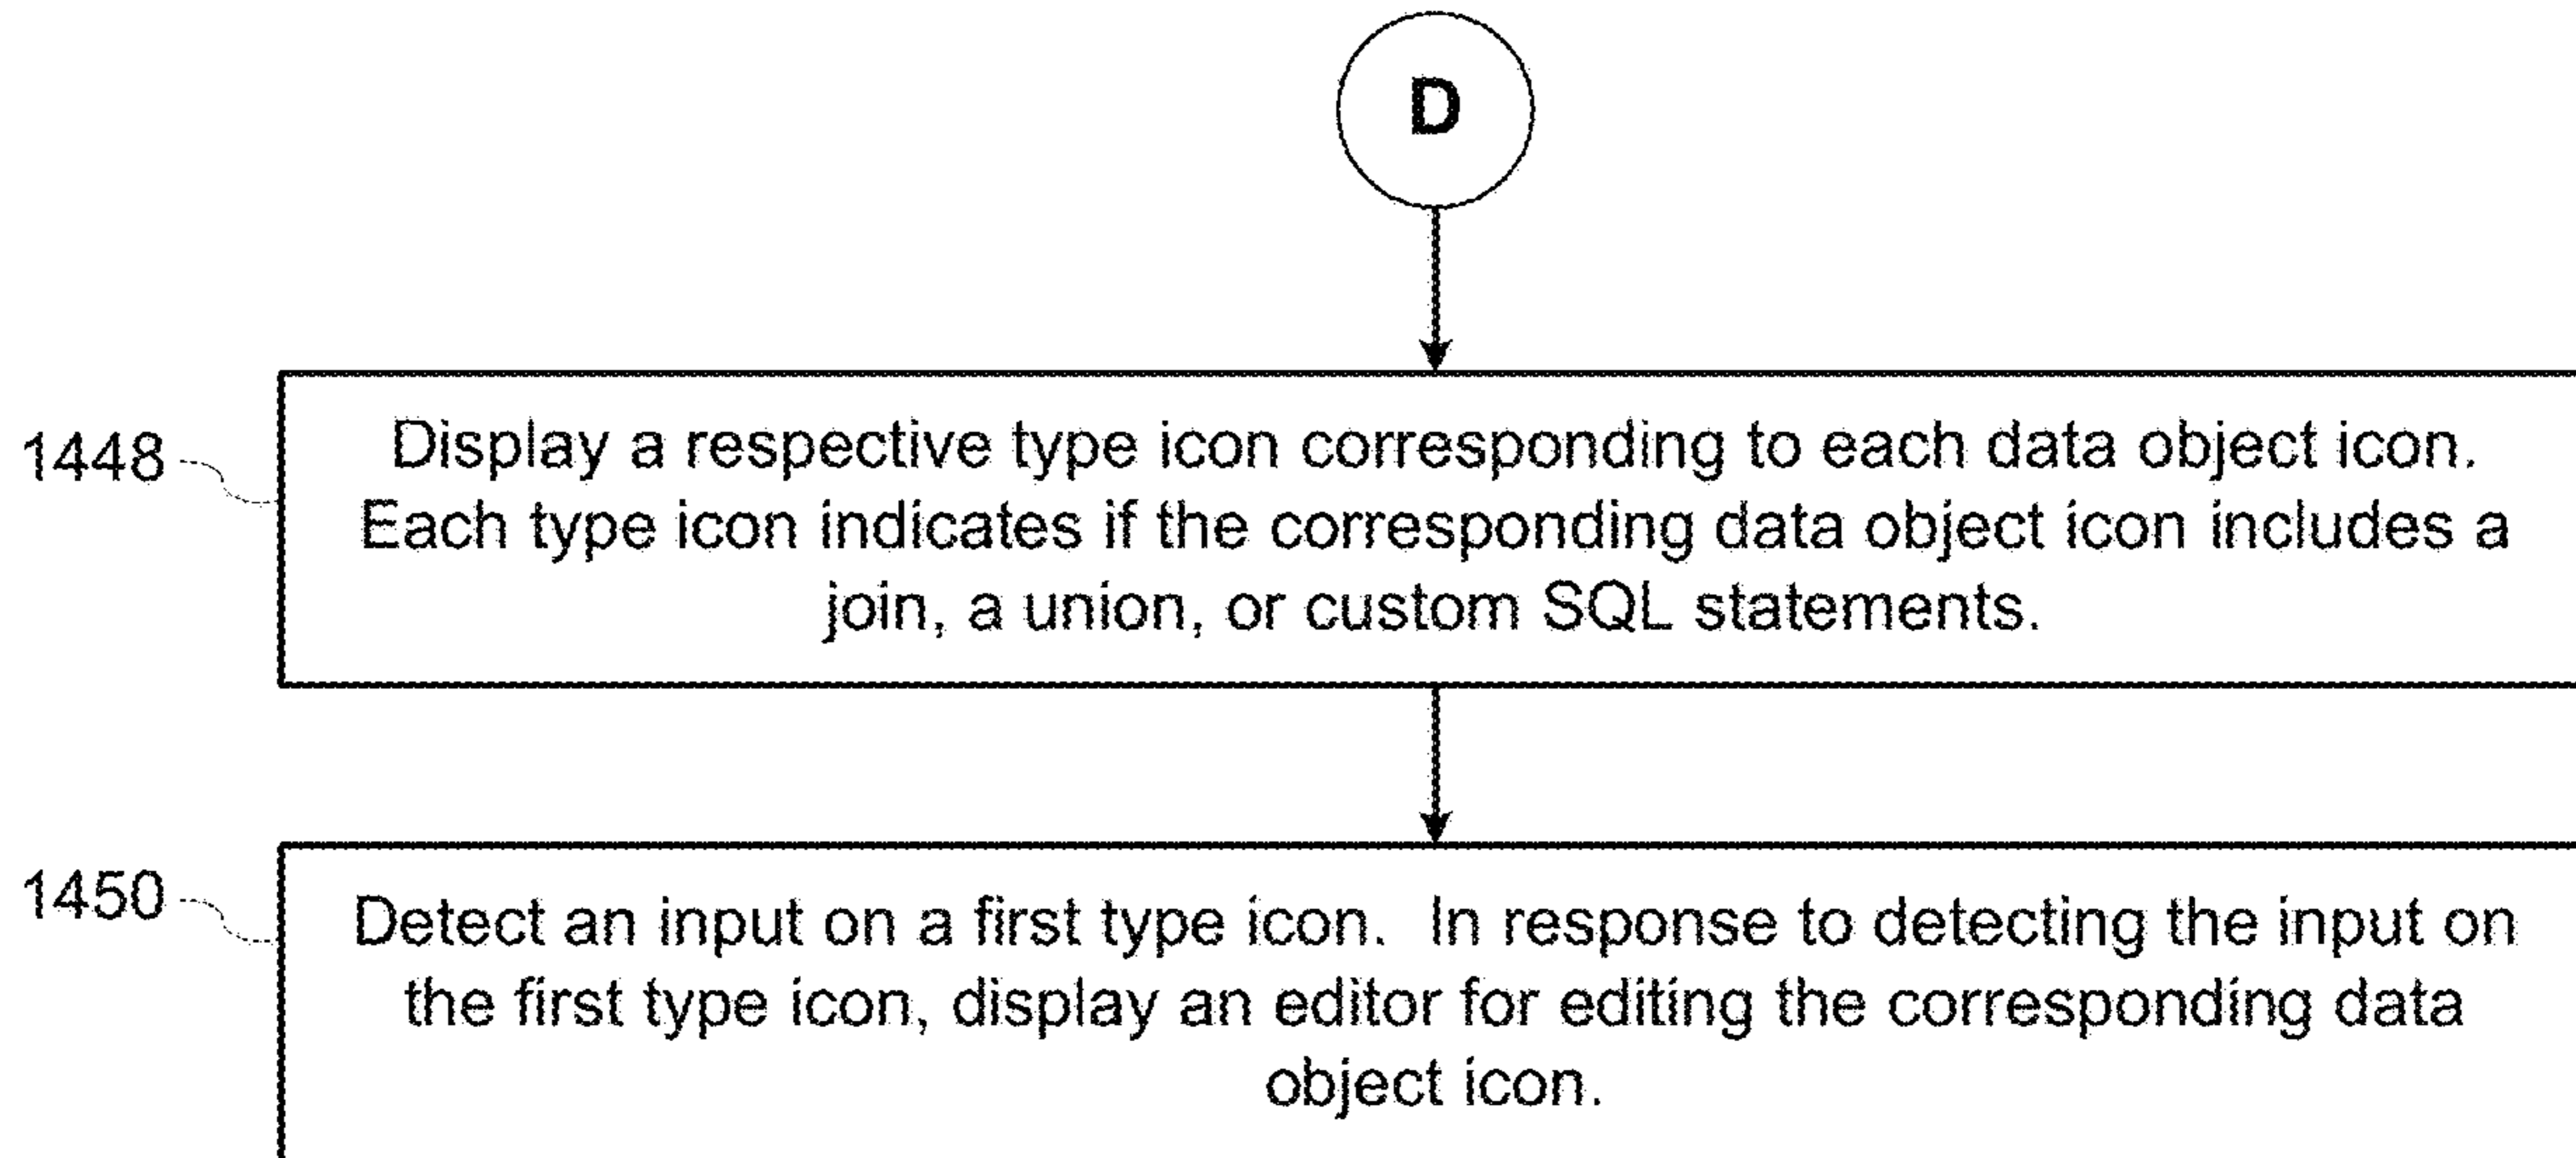 D
1448
Display a respective type icon corresponding to each data object icon.
Each type icon indicates if the corresponding data object icon includes a
join, a union, or custom SQL statements.
1450
Detect an input on a first type icon.  In response to detecting the input on
the first type icon, display an editor for editing the corresponding data
object icon.